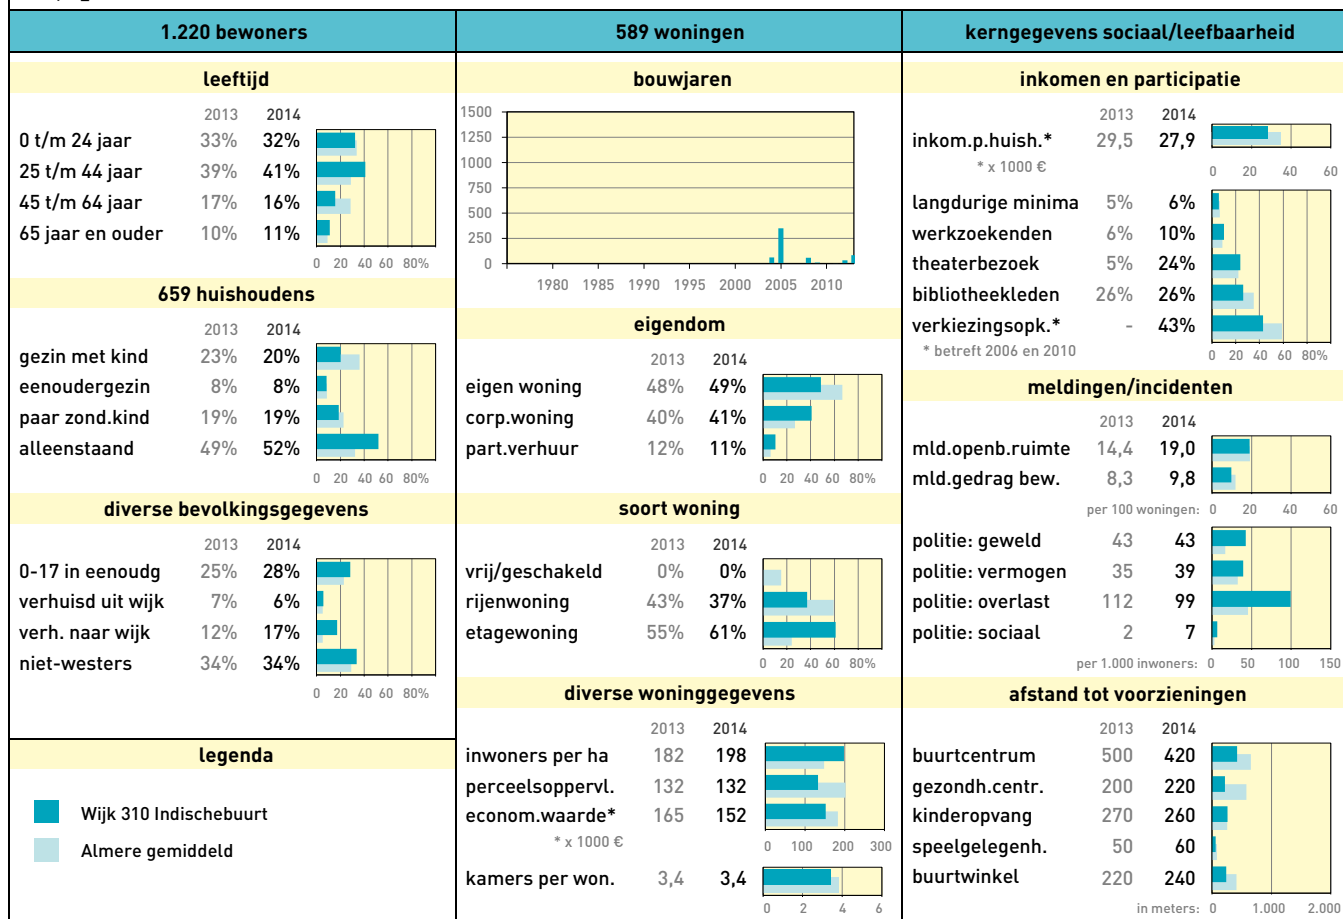 1.220 bewoners
leeftijd
2013 2014
0 t/m 24 jaar 33% 32%
25 t/m 44 jaar 39% 41%
45 t/m 64 jaar 17% 16%
65 jaar en ouder 10% 11%
0 20 40 60 80%
659 huishoudens
2013 2014
gezin met kind 23% 20%
eenoudergezin 8% 8%
paar zond.kind 19% 19%
alleenstaand 49% 52%
0 20 40 60 80%
diverse bevolkingsgegevens
2013 2014
0-17 in eenoudg 25% 28%
verhuisd uit wijk 7% 6%
verh. naar wijk 12% 17%
niet-westers 34% 34%
0 20 40 60 80%
legenda
Wijk 310 Indischebuurt
Almere gemiddeld
589 woningen
bouwjaren
1500
1250
1000
750
500
250
0
1980 1985 1990 1995 2000 2005 2010
eigendom
2013 2014
eigen woning 48% 49%
corp.woning 40% 41%
part.verhuur 12% 11%
0 20 40 60 80%
soort woning
2013 2014
vrij/geschakeld 0% 0%
rijenwoning 43% 37%
etagewoning 55% 61%
0 20 40 60 80%
diverse woninggegevens
2013 2014
inwoners per ha 182 198
perceelsoppervl. 132 132
econom.waarde* 165 152
* x 1000 €
0 100 200 300
kamers per won. 3,4 3,4
0 2 4 6
kerngegevens sociaal/leefbaarheid
inkomen en participatie
2013 2014
inkom.p.huish.* 29,5 27,9
* x 1000 €
0 20 40 60
langdurige minima 5% 6%
werkzoekenden 6% 10%
theaterbezoek 5% 24%
bibliotheekleden 26% 26%
verkiezingsopk.* - 43%
* betreft 2006 en 2010
0 20 40 60 80%
meldingen/incidenten
2013 2014
mld.openb.ruimte 14,4 19,0
mld.gedrag bew. 8,3 9,8
per 100 woningen: 0 20 40 60
politie: geweld 43 43
politie: vermogen 35 39
politie: overlast 112 99
politie: sociaal 2 7
per 1.000 inwoners: 0 50 100 150
afstand tot voorzieningen
2013 2014
buurtcentrum 500 420
gezondh.centr. 200 220
kinderopvang 270 260
speelgelegenh. 50 60
buurtwinkel 220 240
in meters: 0 1.000 2.000